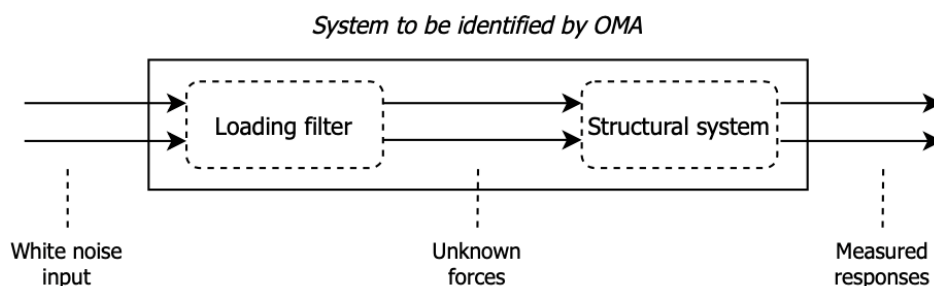 System to be identified by OMA
Loading filter
Structural system
White noise
input
Unknown
forces
Measured
responses